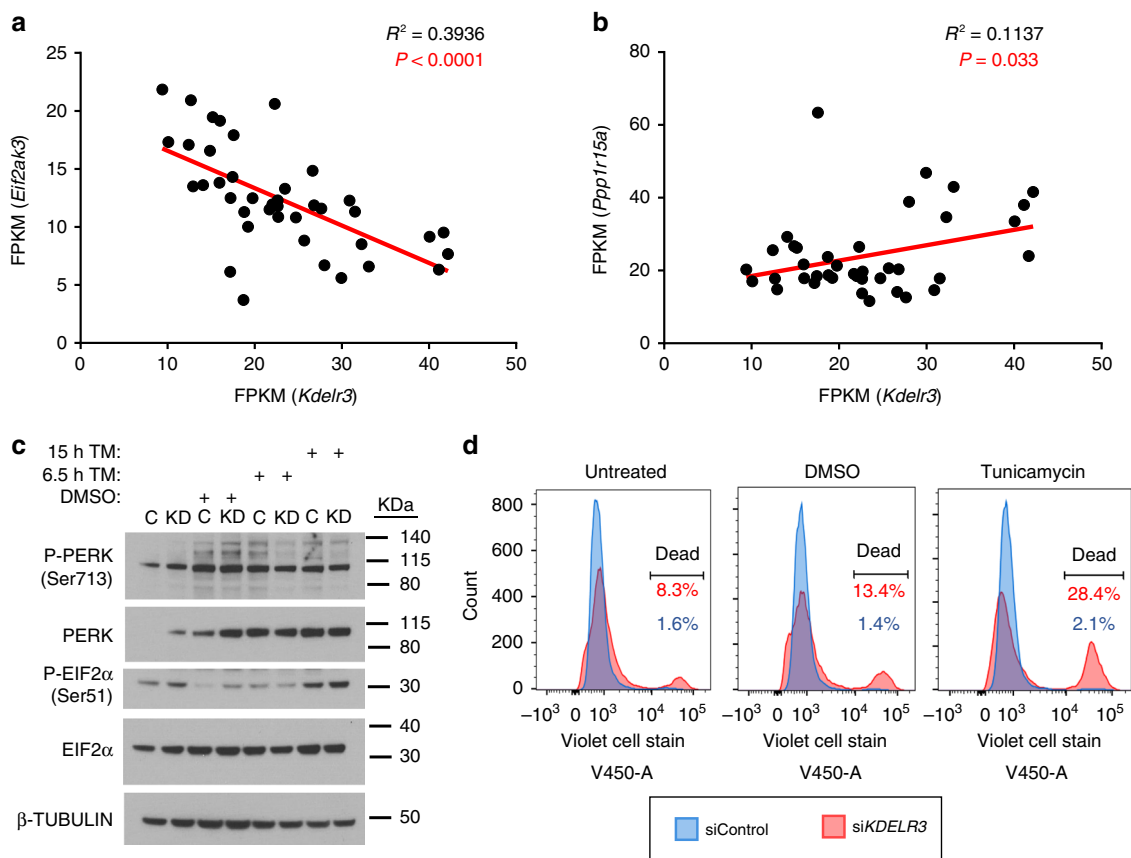 a
R² = 0.3936
P < 0.0001
25
20
15
10
5
0
FPKM (Eif2ak3)
10 20 30 40 50
FPKM (Kdelr3)
b
R² = 0.1137
P = 0.033
80
60
40
20
0
FPKM (Ppp1r15a)
10 20 30 40 50
FPKM (Kdelr3)
c
15 h TM: + +
6.5 h TM: + +
DMSO: + +
C KD C KD C KD C KD KDa
P-PERK
(Ser713)
140
115
80
PERK
115
80
P-EIF2α
(Ser51)
30
EIF2α
40
30
β-TUBULIN
50
d
Untreated DMSO Tunicamycin
800
600
400
200
0
Count
Dead
8.3%
1.6%
Dead
13.4%
1.4%
Dead
28.4%
2.1%
−10³ 0 10³ 10⁴ 10⁵ −10³ 0 10³ 10⁴ 10⁵ −10³ 0 10³ 10⁴ 10⁵
Violet cell stain Violet cell stain Violet cell stain
V450-A V450-A V450-A
siControl siKDELR3